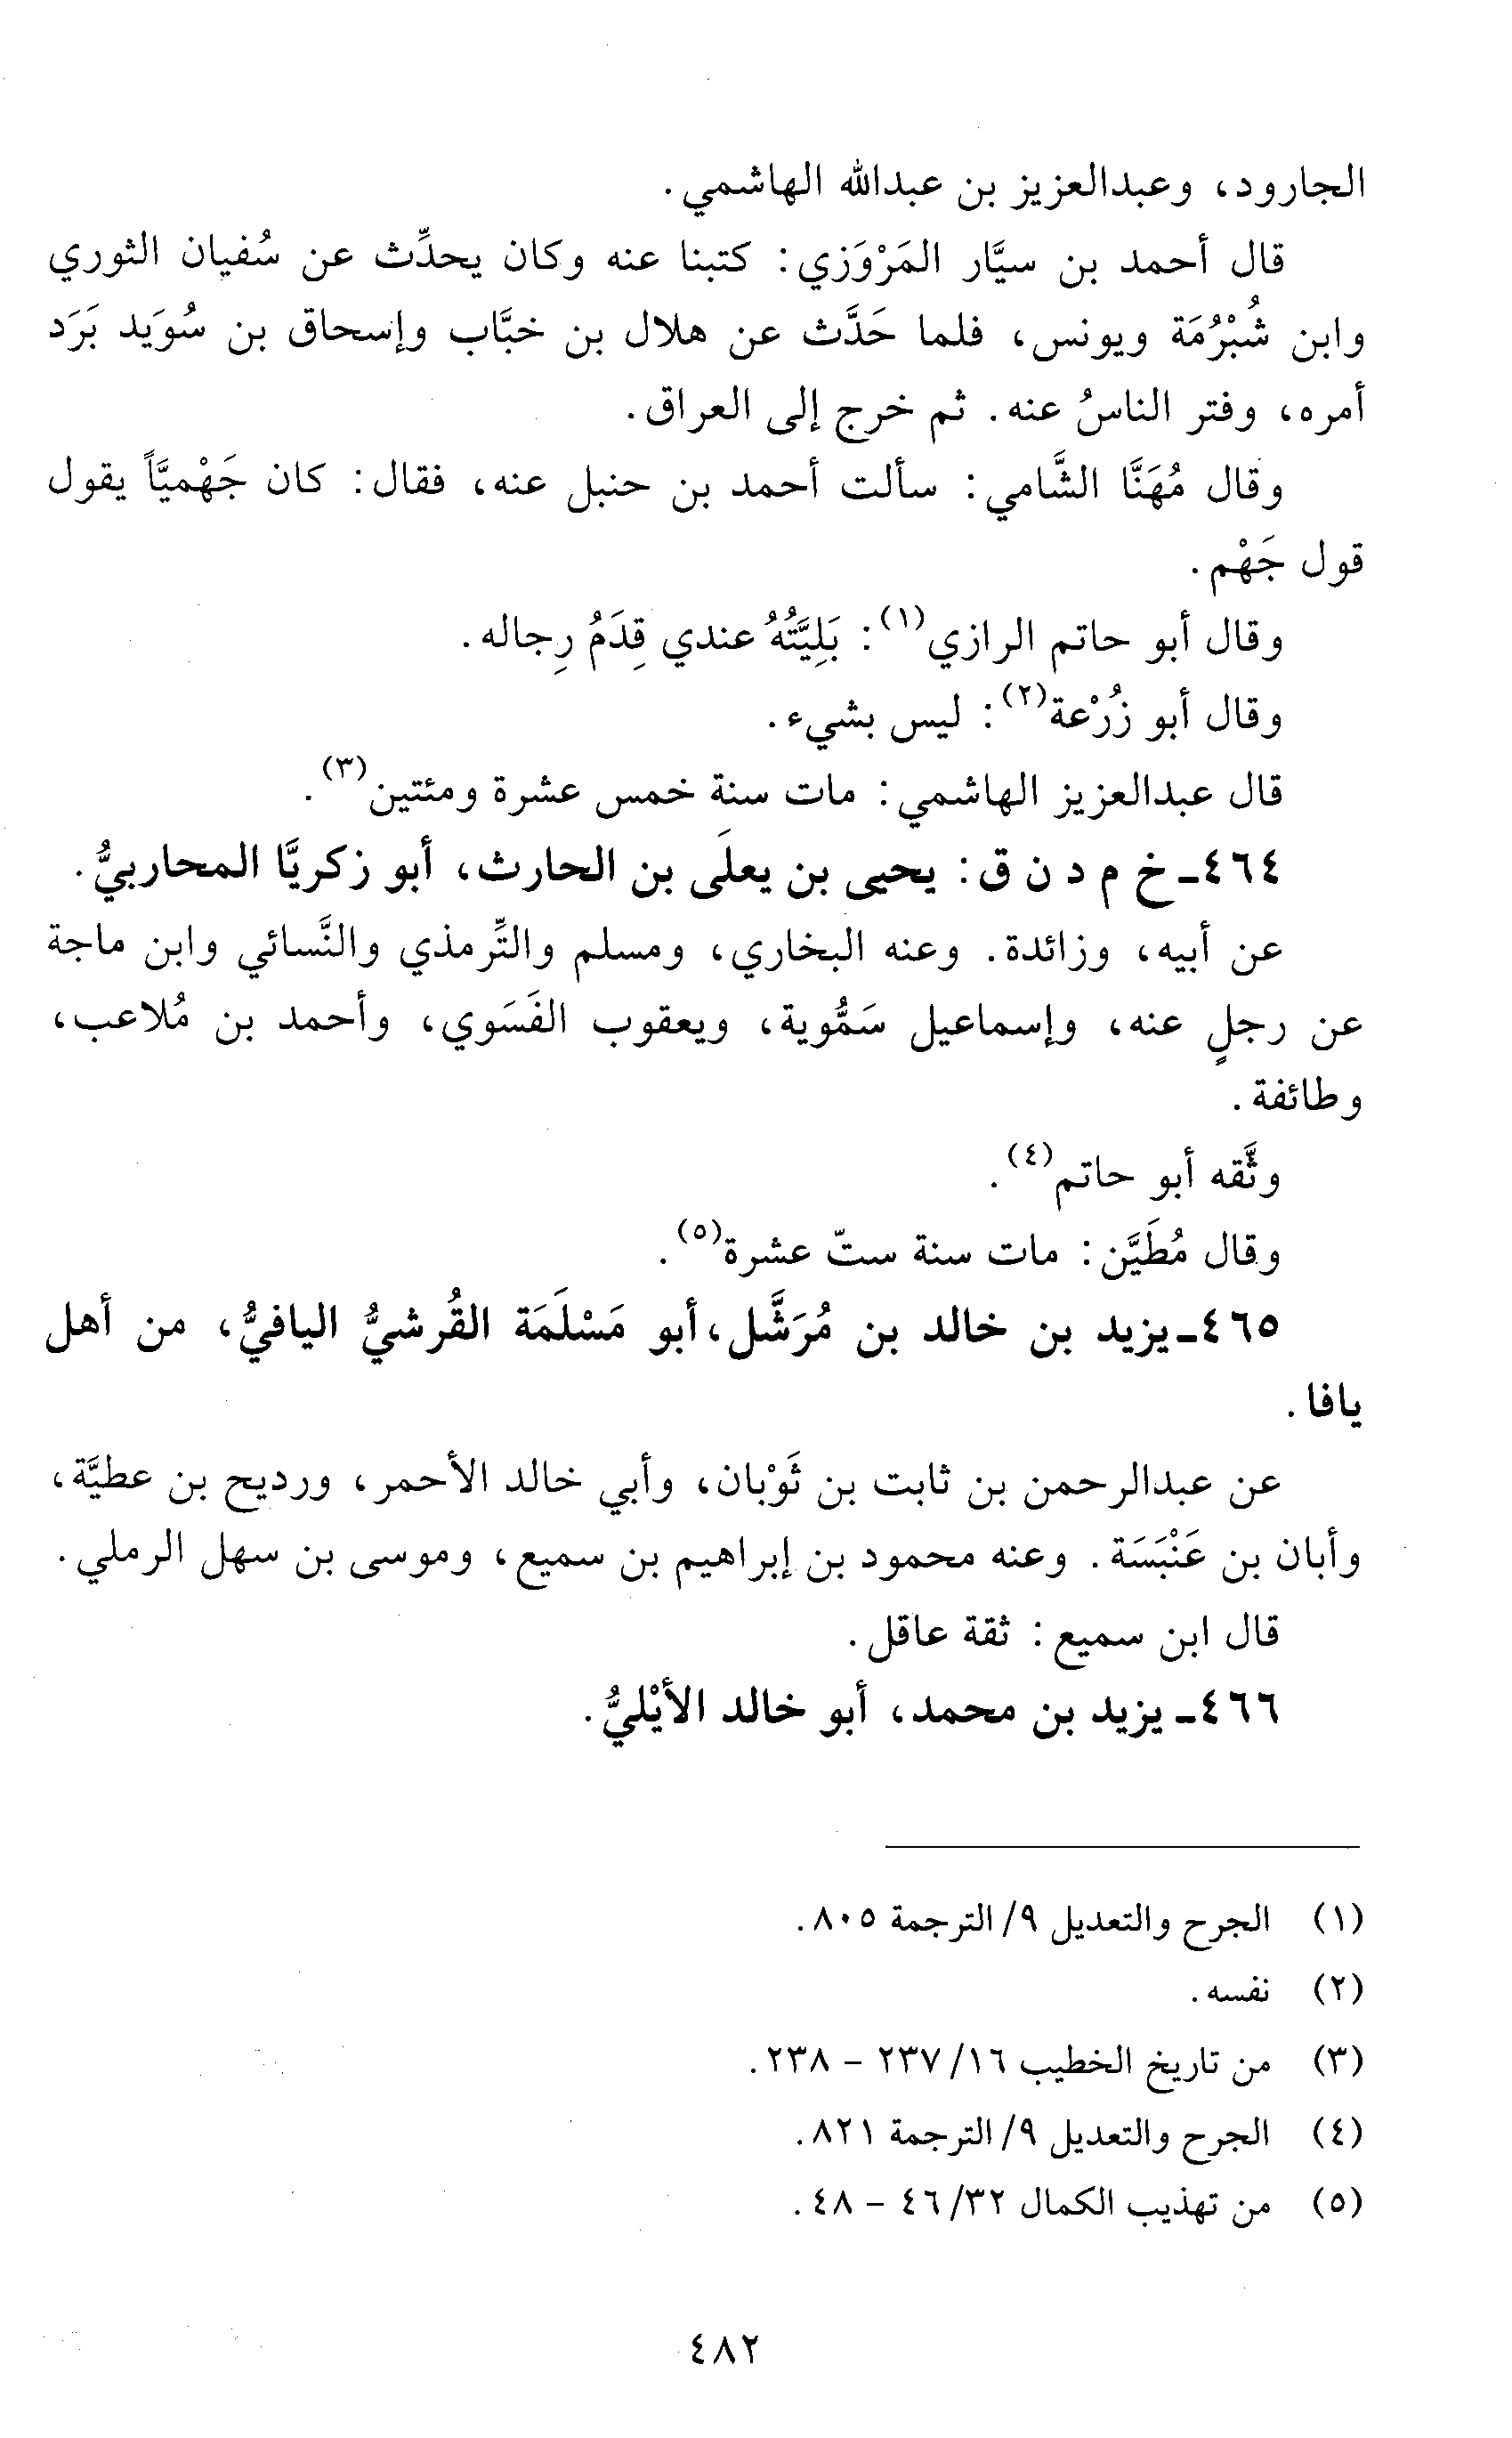 الجارود، وعبدالعزيز بن عبدالله الهاشمي.
قال أحمد بن سيَّار المَرْوَزي: كتبنا عنه وكان يحدِّث عن سُفيان الثوري
وابن شُبْرُمَة ويونس، فلما حَدَّث عن هلال بن خبَّاب وإسحاق بن سُوَيد بَرَد
أمره، وفتر الناسُ عنه. ثم خرج إلى العراق.
وقال مُهَنَّا الشَّامي: سألت أحمد بن حنبل عنه، فقال: كان جَهْميَّاً يقول
قول جَهْم.
وقال أبو حاتم الرازي(١): بَلِيَّتُهُ عندي قِدَمُ رِجاله.
وقال أبو زُرْعة(٢): ليس بشيء.
قال عبدالعزيز الهاشمي: مات سنة خمس عشرة ومئتين(٣).
٤٦٤ـ خ م د ن ق: يحيى بن يعلَى بن الحارث، أبو زكريَّا المحاربيُّ.
عن أبيه، وزائدة. وعنه البخاري، ومسلم والتِّرمذي والنَّسائي وابن ماجة
عن رجلٍ عنه، وإسماعيل سَمُّوية، ويعقوب الفَسَوي، وأحمد بن مُلاعب،
وطائفة.
وثَّقه أبو حاتم(٤).
وقال مُطَيَّن: مات سنة ستّ عشرة(٥).
٤٦٥ـ يزيد بن خالد بن مُرَشَّل، أبو مَسْلَمَة القُرشيُّ اليافيُّ، من أهل
يافا.
عن عبدالرحمن بن ثابت بن ثَوْبان، وأبي خالد الأحمر، ورديح بن عطيَّة،
وأبان بن عَنْبَسَة. وعنه محمود بن إبراهيم بن سميع، وموسى بن سهل الرملي.
قال ابن سميع: ثقة عاقل.
٤٦٦ـ يزيد بن محمد، أبو خالد الأيْليُّ.
(١) الجرح والتعديل ٩/ الترجمة ٨٠٥.
(٢) نفسه.
(٣) من تاريخ الخطيب ١٦/ ٢٣٧ - ٢٣٨.
(٤) الجرح والتعديل ٩/ الترجمة ٨٢١.
(٥) من تهذيب الكمال ٣٢/ ٤٦ - ٤٨.
٤٨٢